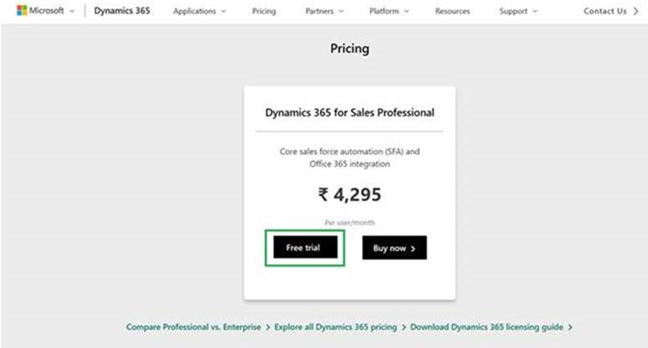 Microsoft Dynamics 365 Applications Pricing Partners Platform Resources Support Contact Us >
Pricing
Dynamics 365 for Sales Professional
Core sales force automation (SFA) and
Office 365 integration
₹ 4,295
Per user/month
Free trial Buy now >
Compare Professional vs. Enterprise > Explore all Dynamics 365 pricing > Download Dynamics 365 licensing guide >